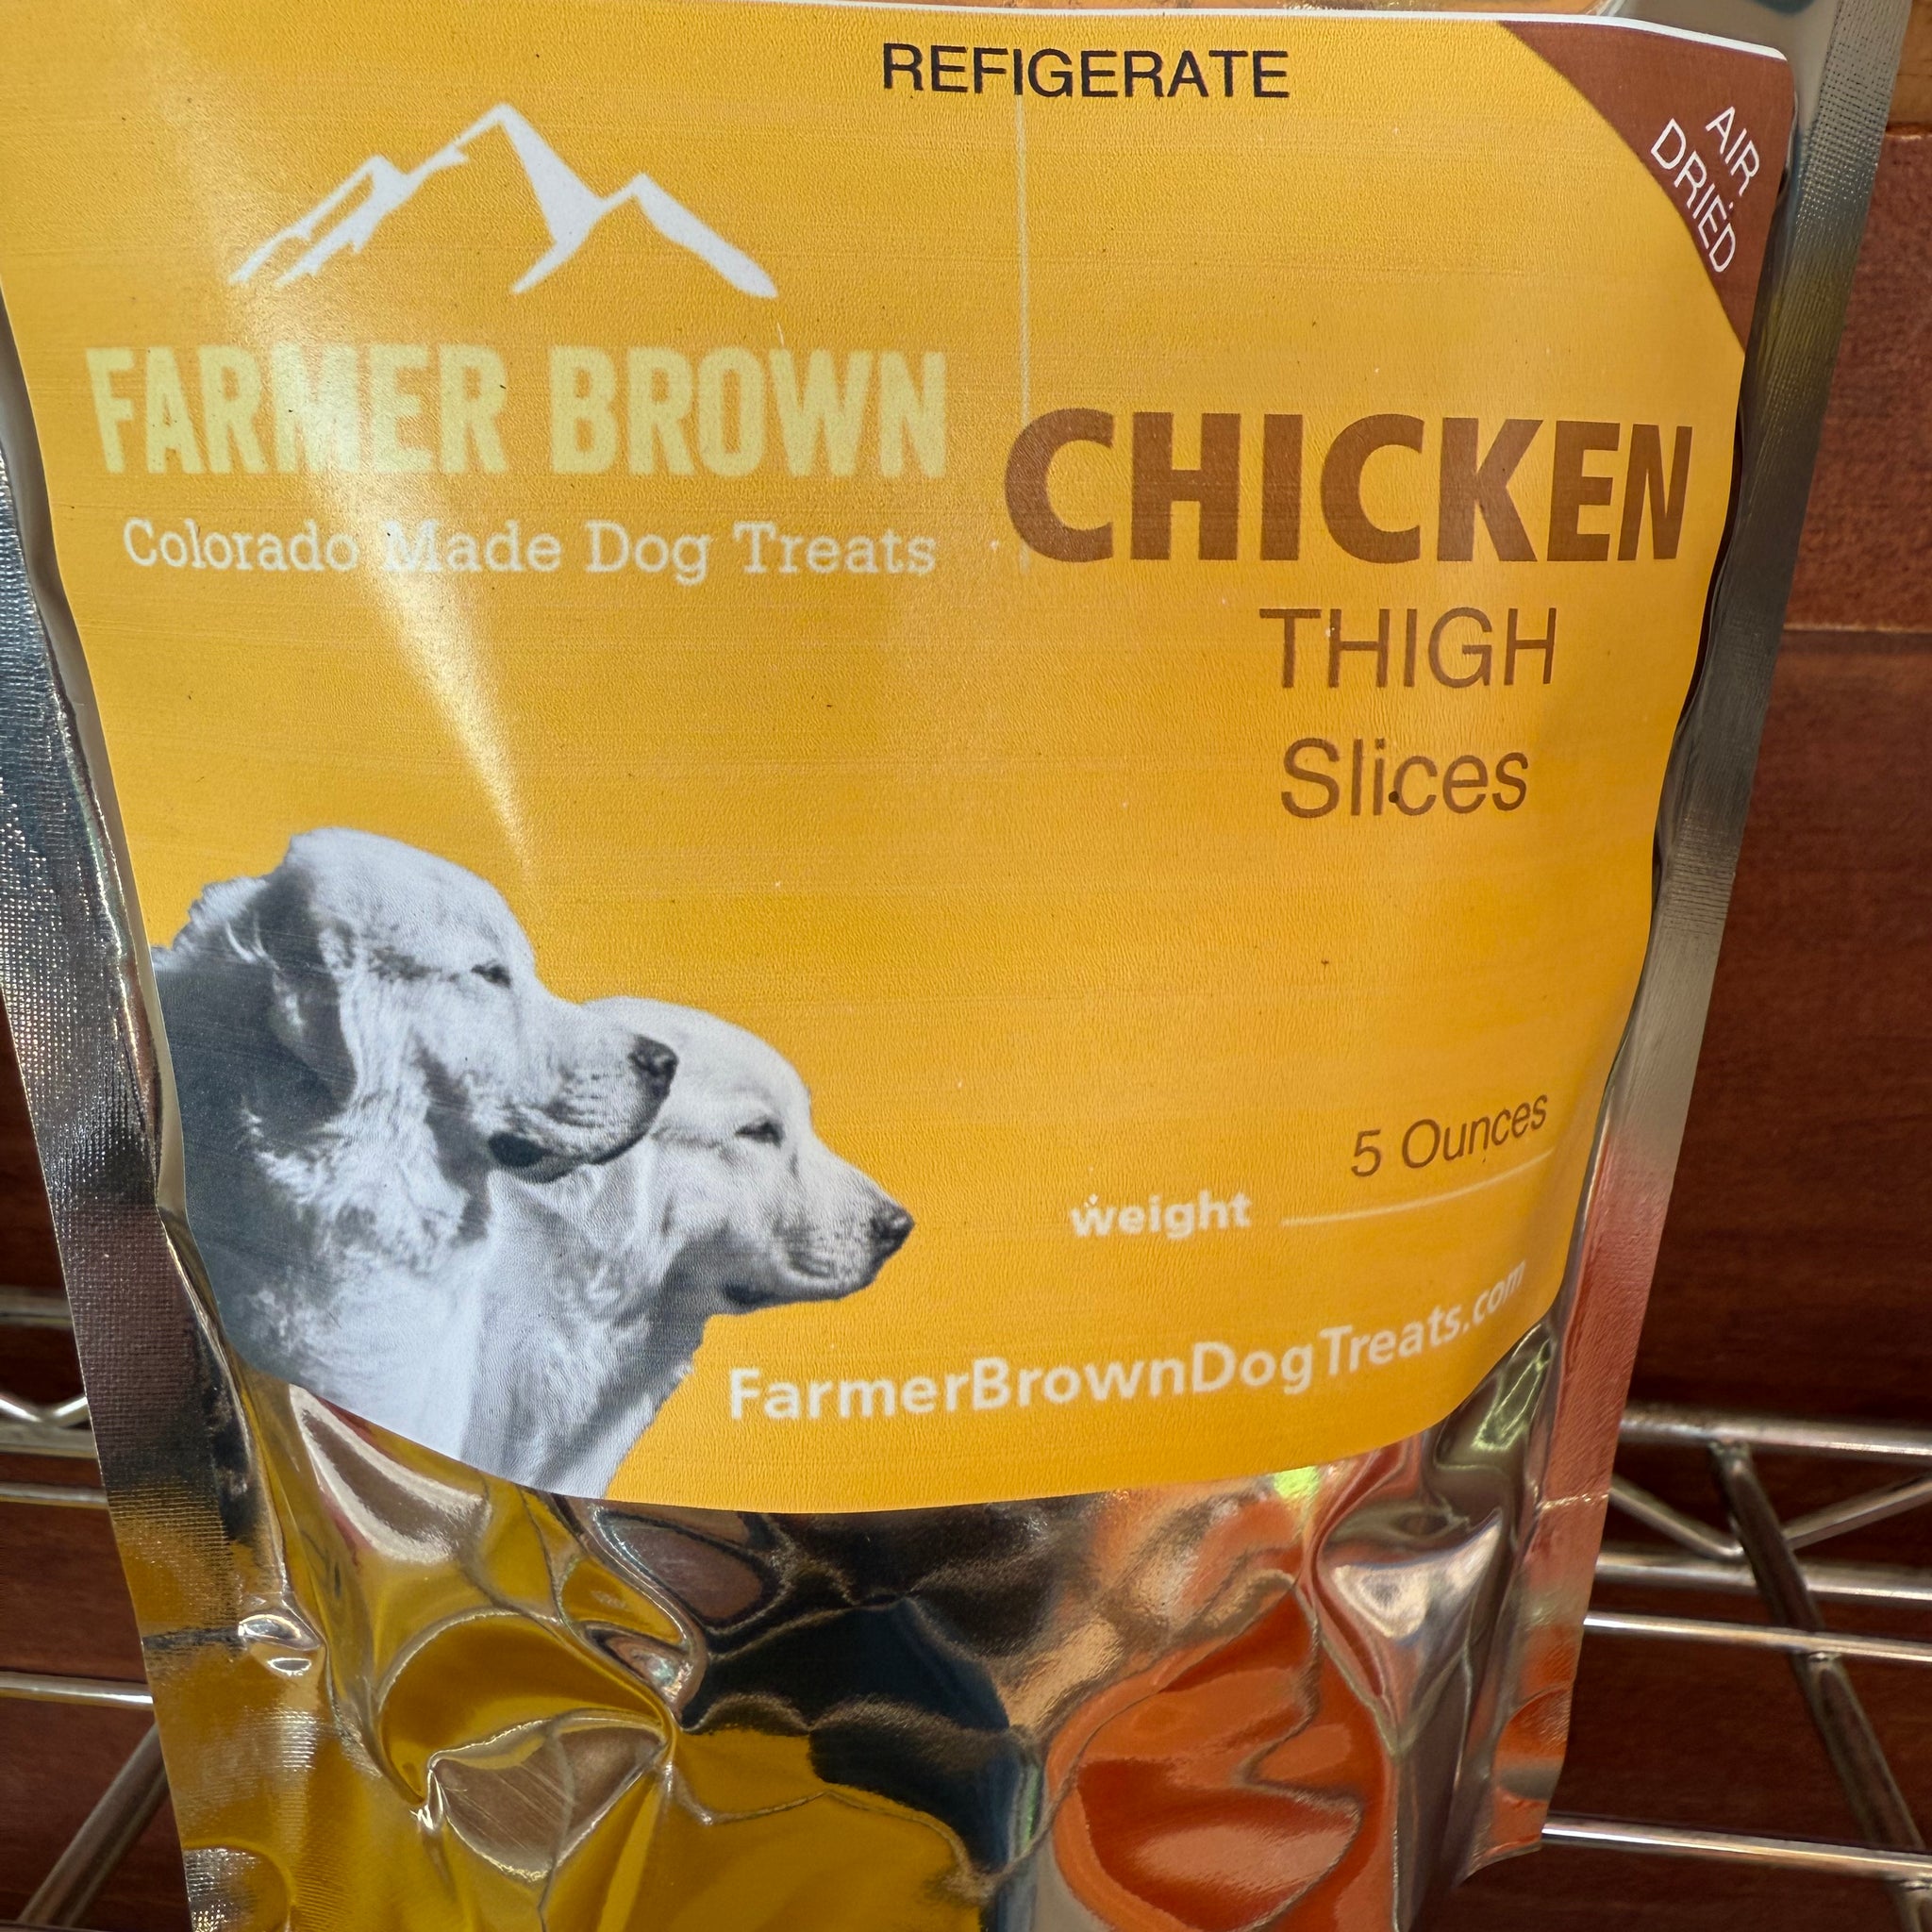 REFIGERATE
AIR
DRIED
FARMER BROWN
Colorado Made Dog Treats
CHICKEN
THIGH
Slices
weight 5 Ounces
FarmerBrownDogTreats.com